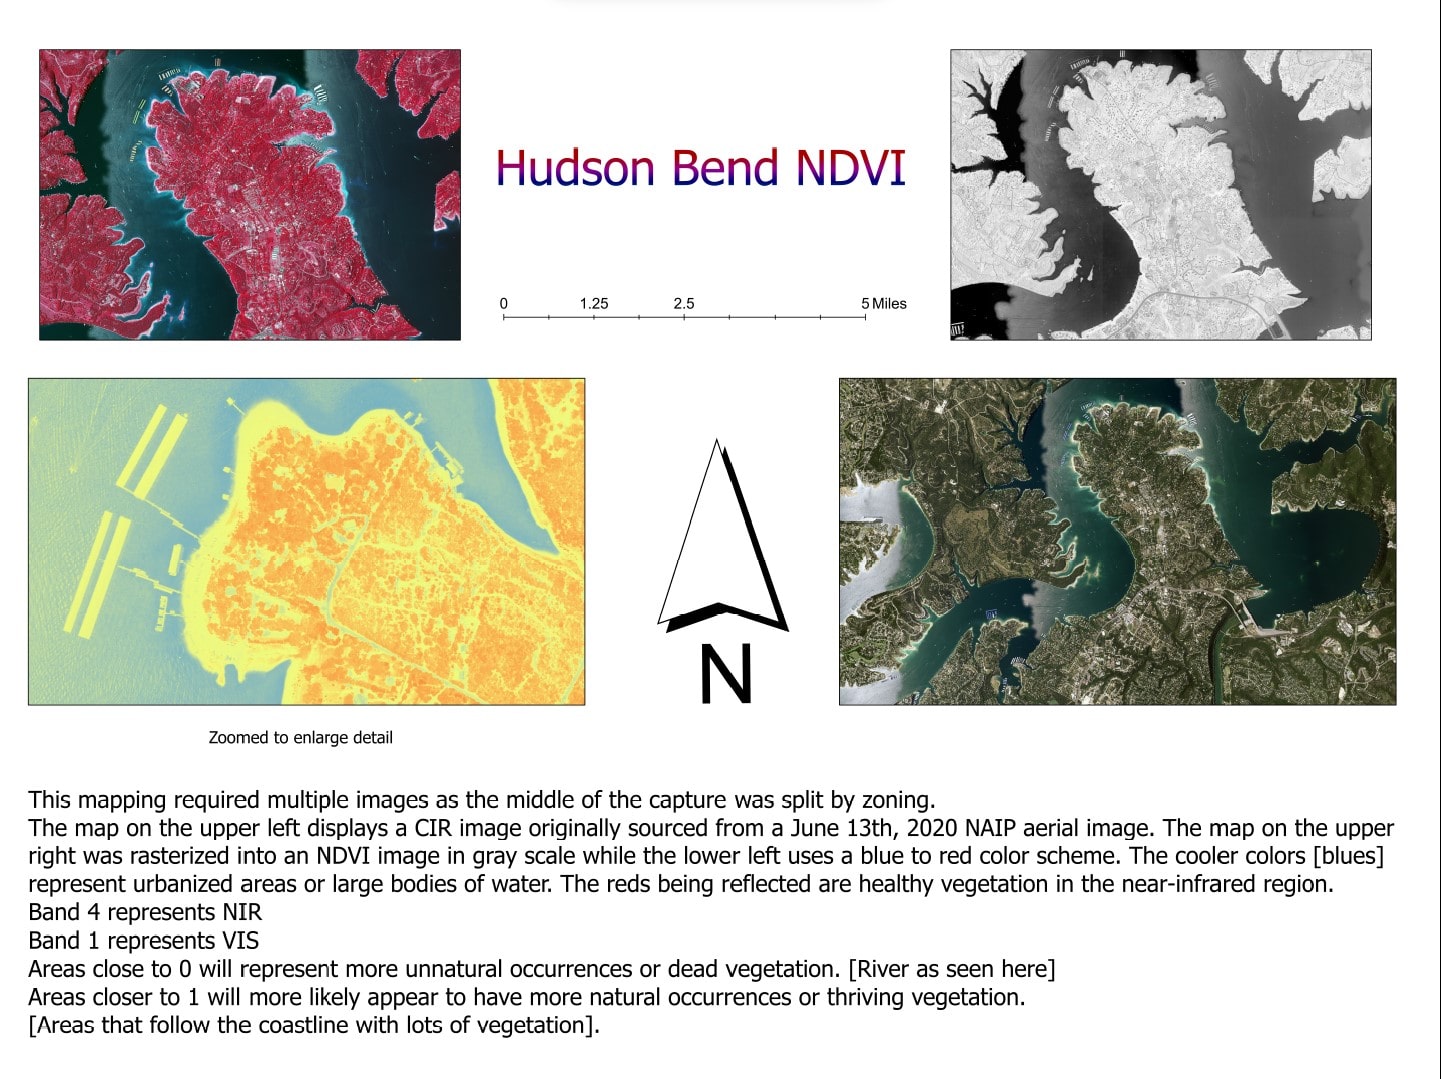 Hudson Bend NDVI
0 1.25 2.5 5 Miles
N
Zoomed to enlarge detail
This mapping required multiple images as the middle of the capture was split by zoning.
The map on the upper left displays a CIR image originally sourced from a June 13th, 2020 NAIP aerial image. The map on the upper
right was rasterized into an NDVI image in gray scale while the lower left uses a blue to red color scheme. The cooler colors [blues]
represent urbanized areas or large bodies of water. The reds being reflected are healthy vegetation in the near-infrared region.
Band 4 represents NIR
Band 1 represents VIS
Areas close to 0 will represent more unnatural occurrences or dead vegetation. [River as seen here]
Areas closer to 1 will more likely appear to have more natural occurrences or thriving vegetation.
[Areas that follow the coastline with lots of vegetation].